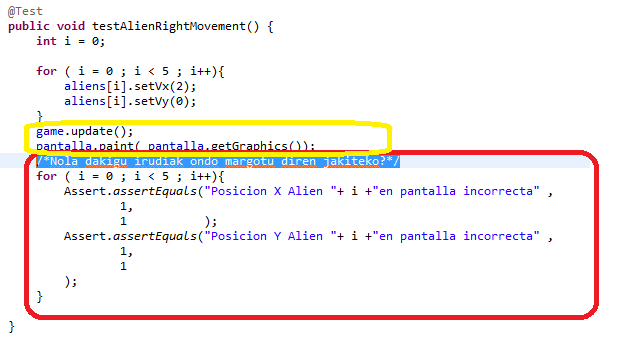 @Test
public void testAlienRightMovement() {
int i = 0;
for ( i = 0 ; i < 5 ; i++){
aliens[i].setVx(2);
aliens[i].setVy(0);
}
game.update();
pantalla.paint( pantalla.getGraphics());
/*Nola dakigu irudiak ondo margotu diren jakiteko?*/
for ( i = 0 ; i < 5 ; i++){
Assert.assertEquals("Posicion X Alien "+ i +"en pantalla incorrecta" ,
1,
1 );
Assert.assertEquals("Posicion Y Alien "+ i +"en pantalla incorrecta" ,
1,
1
);
}
}